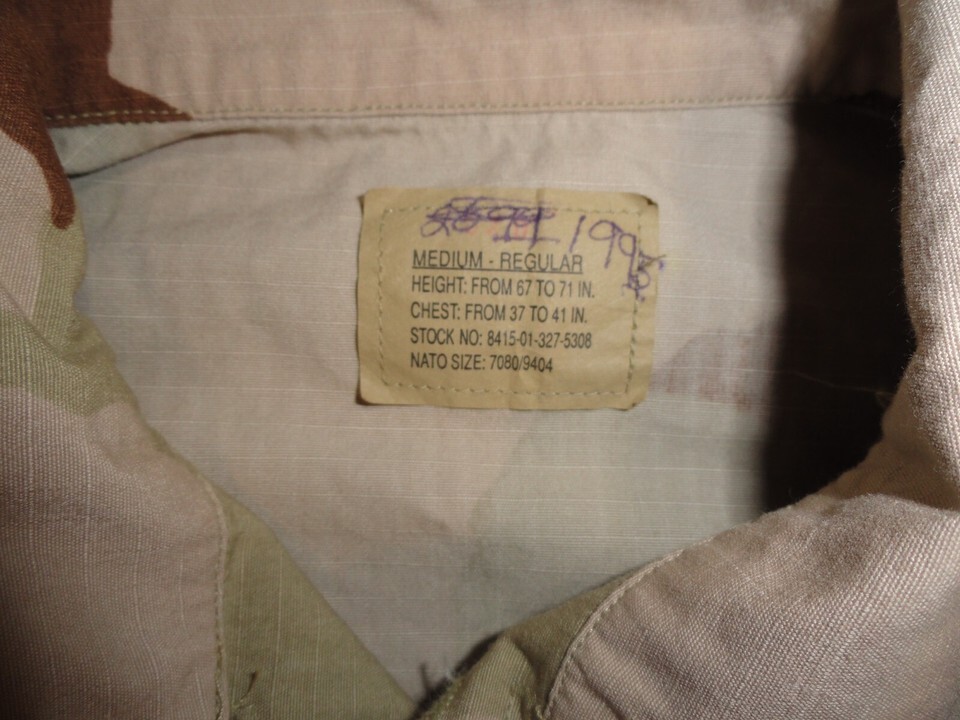 1995
MEDIUM - REGULAR
HEIGHT: FROM 67 TO 71 IN.
CHEST: FROM 37 TO 41 IN.
STOCK NO: 8415-01-327-5308
NATO SIZE: 7080/9404